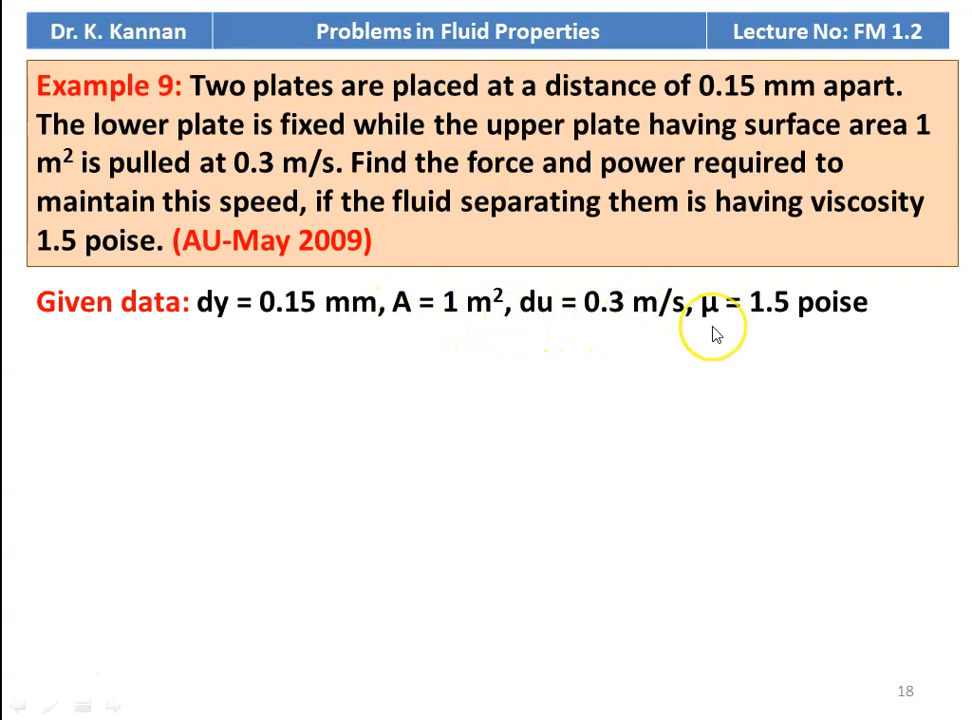 Dr. K. Kannan Problems in Fluid Properties Lecture No: FM 1.2
Example 9: Two plates are placed at a distance of 0.15 mm apart.
The lower plate is fixed while the upper plate having surface area 1
m² is pulled at 0.3 m/s. Find the force and power required to
maintain this speed, if the fluid separating them is having viscosity
1.5 poise. (AU-May 2009)
Given data: dy = 0.15 mm, A = 1 m², du = 0.3 m/s, µ = 1.5 poise
18